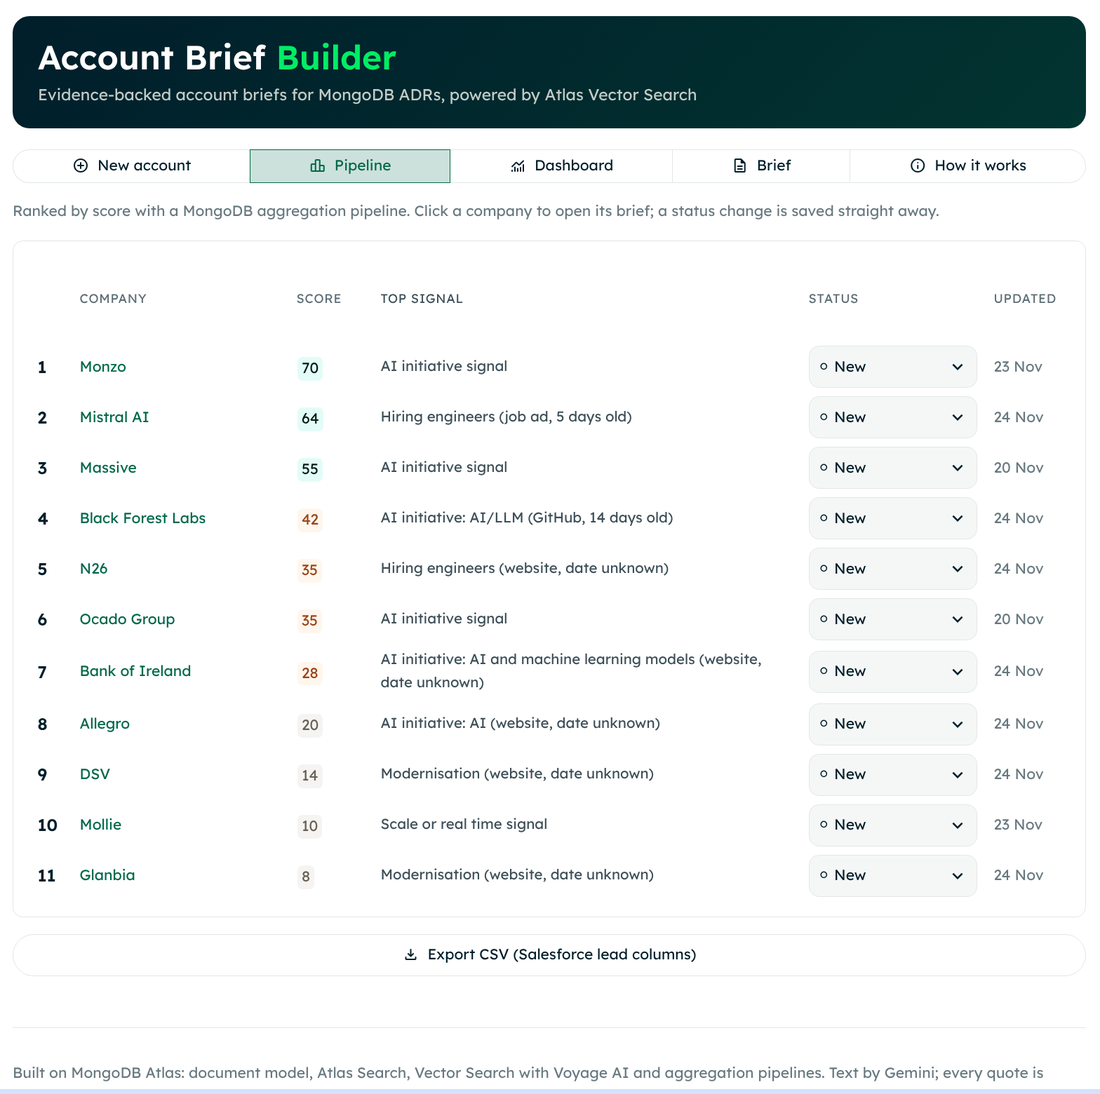 Account Brief Builder
Evidence-backed account briefs for MongoDB ADRs, powered by Atlas Vector Search
New account Pipeline Dashboard Brief How it works
Ranked by score with a MongoDB aggregation pipeline. Click a company to open its brief; a status change is saved straight away.
COMPANY SCORE TOP SIGNAL STATUS UPDATED
1 Monzo 70 AI initiative signal New 23 Nov
2 Mistral AI 64 Hiring engineers (job ad, 5 days old) New 24 Nov
3 Massive 55 AI initiative signal New 20 Nov
4 Black Forest Labs 42 AI initiative: AI/LLM (GitHub, 14 days old) New 24 Nov
5 N26 35 Hiring engineers (website, date unknown) New 24 Nov
6 Ocado Group 35 AI initiative signal New 20 Nov
7 Bank of Ireland 28 AI initiative: AI and machine learning models (website,
date unknown) New 24 Nov
8 Allegro 20 AI initiative: AI (website, date unknown) New 24 Nov
9 DSV 14 Modernisation (website, date unknown) New 24 Nov
10 Mollie 10 Scale or real time signal New 23 Nov
11 Glanbia 8 Modernisation (website, date unknown) New 24 Nov
Export CSV (Salesforce lead columns)
Built on MongoDB Atlas: document model, Atlas Search, Vector Search with Voyage AI and aggregation pipelines. Text by Gemini; every quote is